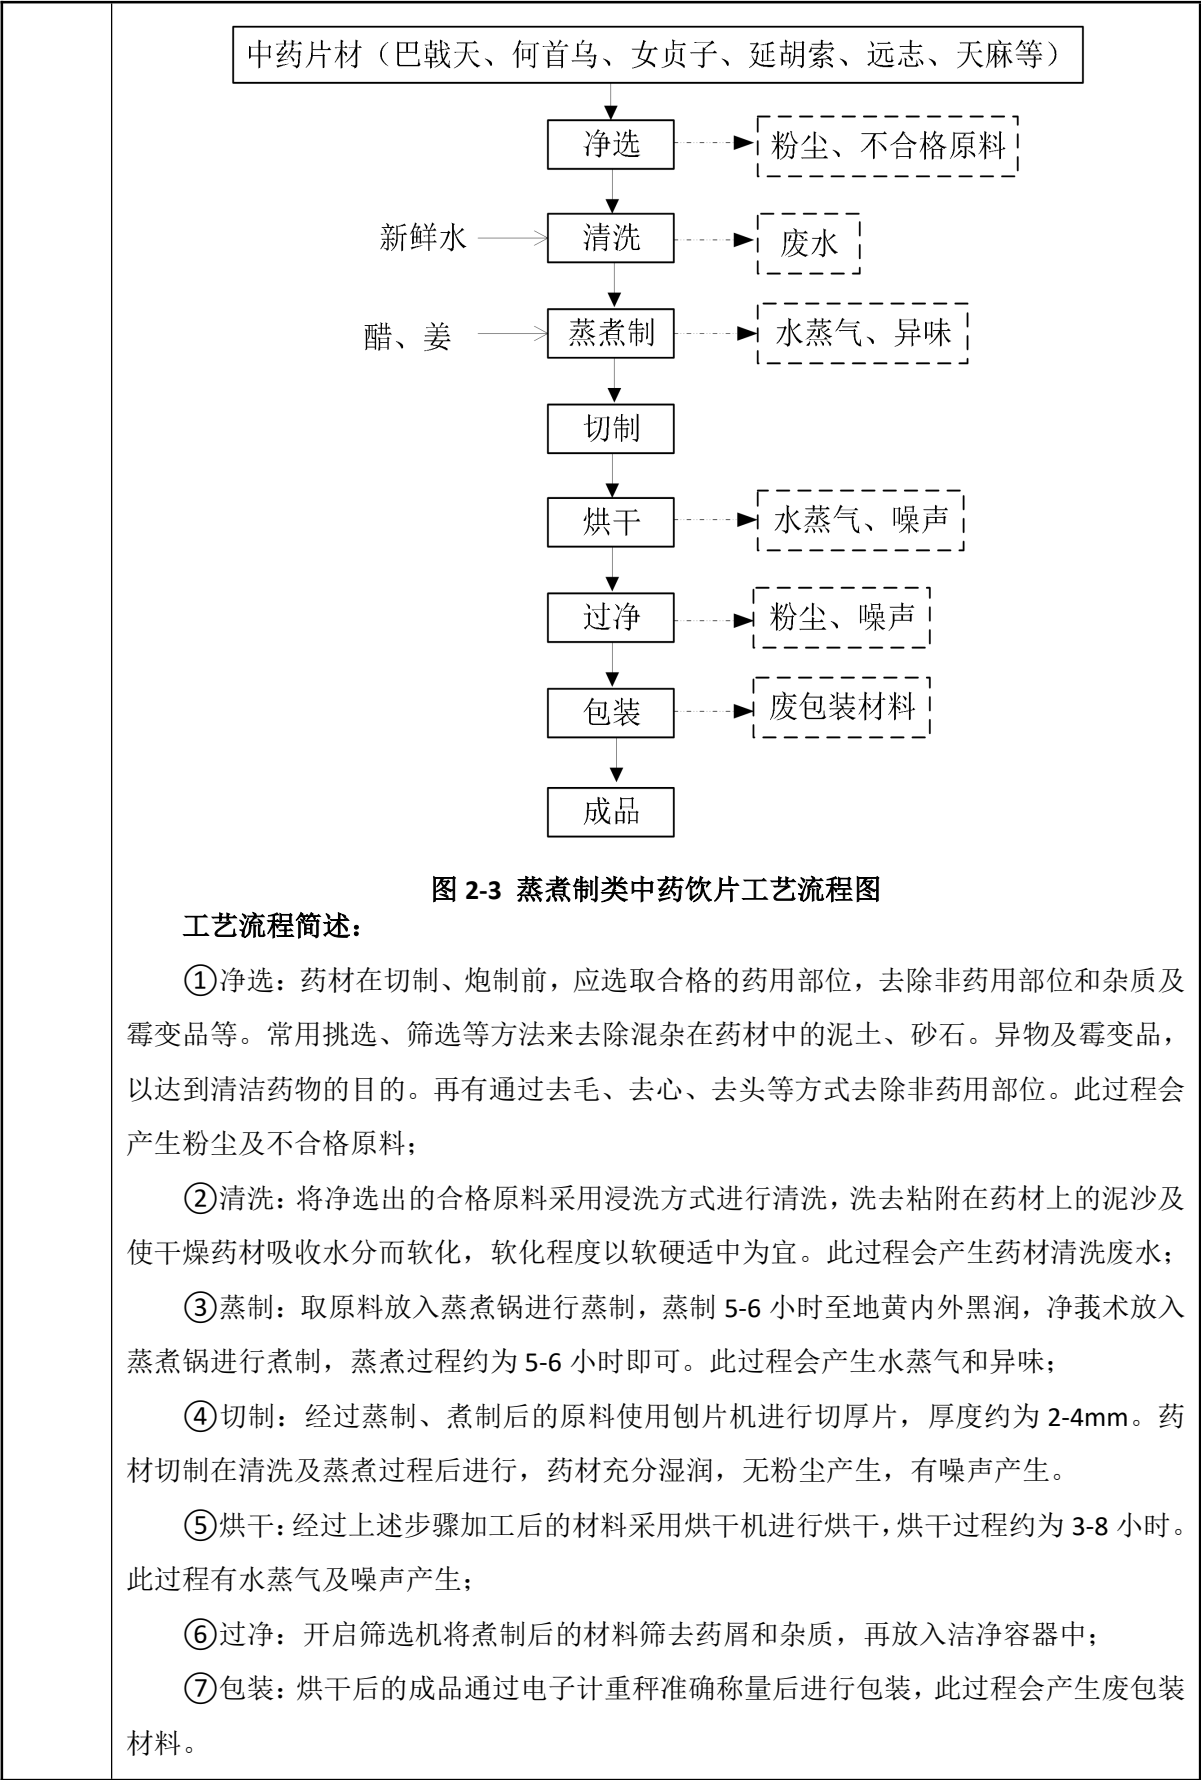 中药片材（巴戟天、何首乌、女贞子、延胡索、远志、天麻等）
净选
粉尘、不合格原料
新鲜水
清洗
废水
醋、姜
蒸煮制
水蒸气、异味
切制
烘干
水蒸气、噪声
过净
粉尘、噪声
包装
废包装材料
成品
图 2-3 蒸煮制类中药饮片工艺流程图
工艺流程简述：
①净选：药材在切制、炮制前，应选取合格的药用部位，去除非药用部位和杂质及
霉变品等。常用挑选、筛选等方法来去除混杂在药材中的泥土、砂石。异物及霉变品，
以达到清洁药物的目的。再有通过去毛、去心、去头等方式去除非药用部位。此过程会
产生粉尘及不合格原料；
②清洗：将净选出的合格原料采用浸洗方式进行清洗，洗去粘附在药材上的泥沙及
使干燥药材吸收水分而软化，软化程度以软硬适中为宜。此过程会产生药材清洗废水；
③蒸制：取原料放入蒸煮锅进行蒸制，蒸制 5-6 小时至地黄内外黑润，净莪术放入
蒸煮锅进行煮制，蒸煮过程约为 5-6 小时即可。此过程会产生水蒸气和异味；
④切制：经过蒸制、煮制后的原料使用刨片机进行切厚片，厚度约为 2-4mm。药
材切制在清洗及蒸煮过程后进行，药材充分湿润，无粉尘产生，有噪声产生。
⑤烘干：经过上述步骤加工后的材料采用烘干机进行烘干，烘干过程约为 3-8 小时。
此过程有水蒸气及噪声产生；
⑥过净：开启筛选机将煮制后的材料筛去药屑和杂质，再放入洁净容器中；
⑦包装：烘干后的成品通过电子计重秤准确称量后进行包装，此过程会产生废包装
材料。